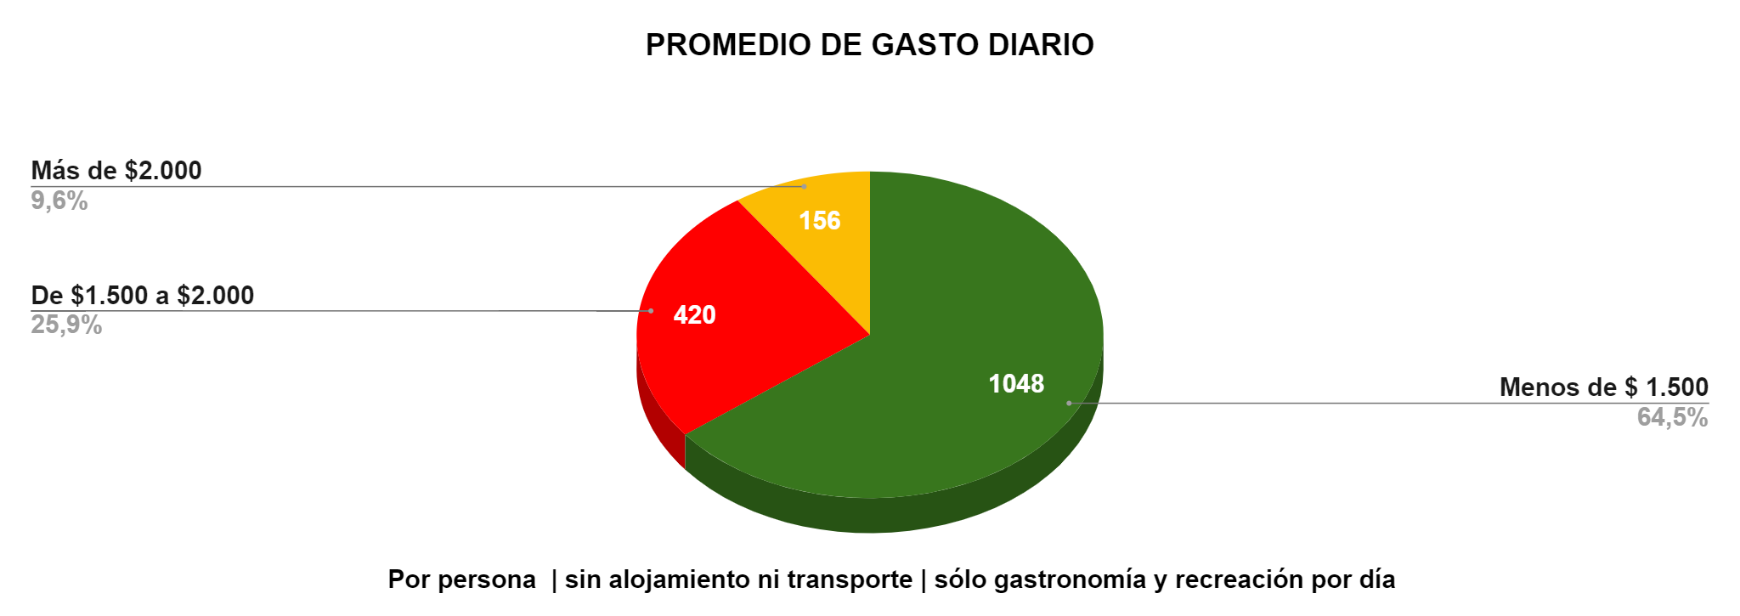 PROMEDIO DE GASTO DIARIO
Más de $2.000
9,6%
156
De $1.500 a $2.000
25,9%
420
1048
Menos de $ 1.500
64,5%
Por persona  | sin alojamiento ni transporte | sólo gastronomía y recreación por día